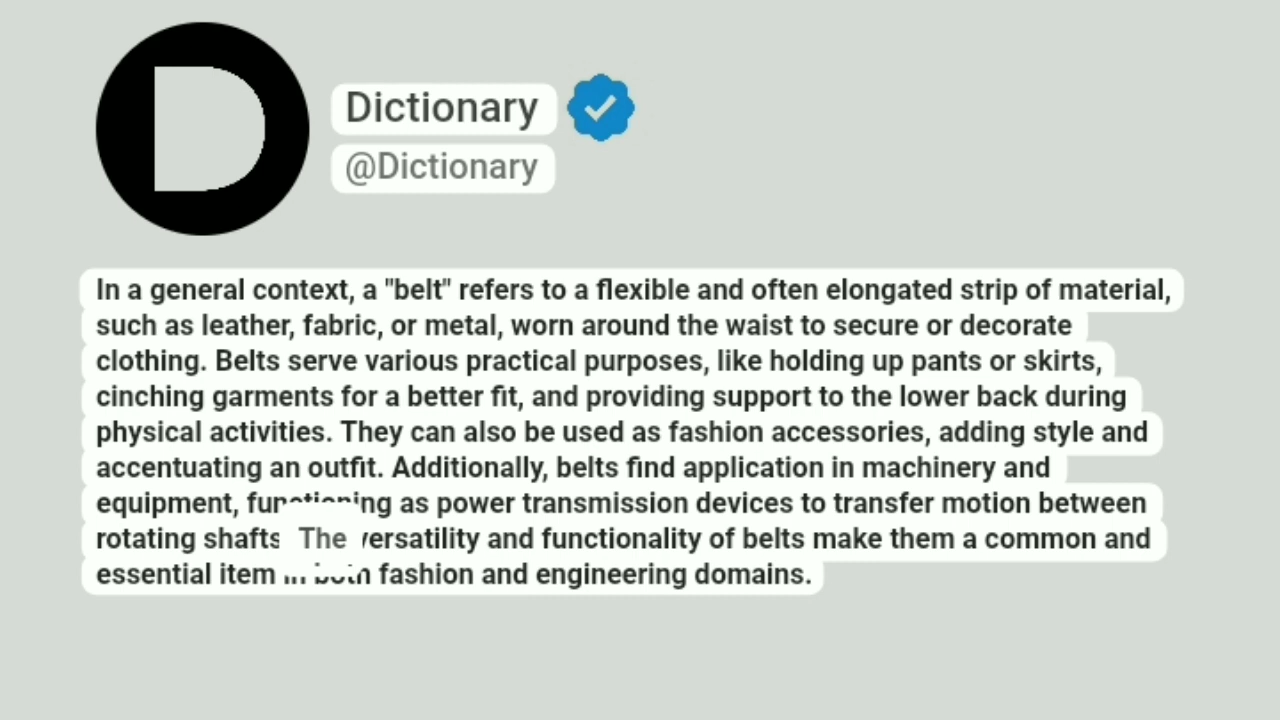 D
Dictionary
@Dictionary
In a general context, a "belt" refers to a flexible and often elongated strip of material,
such as leather, fabric, or metal, worn around the waist to secure or decorate
clothing. Belts serve various practical purposes, like holding up pants or skirts,
cinching garments for a better fit, and providing support to the lower back during
physical activities. They can also be used as fashion accessories, adding style and
accentuating an outfit. Additionally, belts find application in machinery and
equipment, functioning as power transmission devices to transfer motion between
rotating shafts The versatility and functionality of belts make them a common and
essential item in both fashion and engineering domains.